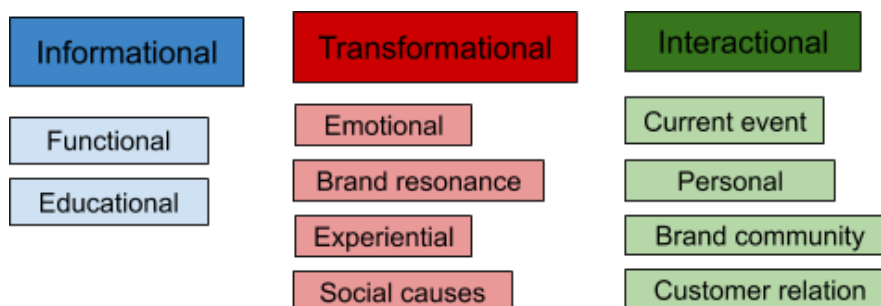 Informational
Functional
Educational
Transformational
Emotional
Brand resonance
Experiential
Social causes
Interactional
Current event
Personal
Brand community
Customer relation